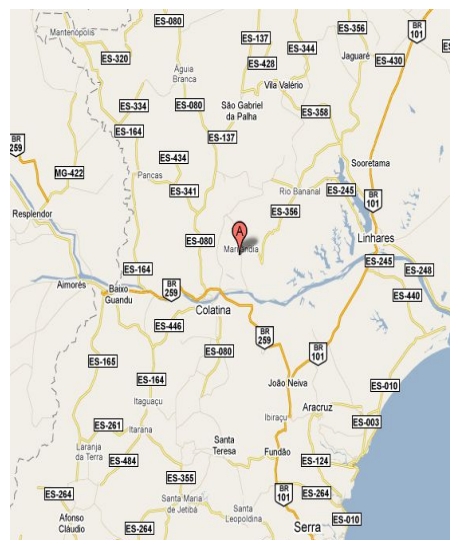 ES-080
ES-356
Mantenópolis
ES-137
ES-344
BR
101
ES
ES-320
ES-428
Jaguaré
ES-430
Águia
Branca
Vila Valério
ES-334
ES-080
São Gabriel
da Palha
ES-358
ES-164
ES-137
BR
259
ES-434
Sooretama
MG-422
Pancas
ES-341
Rio Bananal
ES-245
BR
101
Resplendor
ES-356
A
ES-080
Marilândia
Linhares
ES-164
ES-245
ES-248
Aimorés
Baixo
Guandu
BR
259
ES-440
Colatina
ES-446
BR
259
BR
101
ES-165
ES-080
ES-164
João Neiva
ES-010
Itaguaçu
Ibiraçu
Aracruz
ES-261
Itarana
ES-003
Laranja
da Terra
Santa
Teresa
Fundão
ES-484
ES-124
ES-355
ES-264
BR
101
ES-264
Santa Maria
de Jetibá
Santa
Leopoldina
Afonso
Cláudio
ES-264
Serra
ES-010